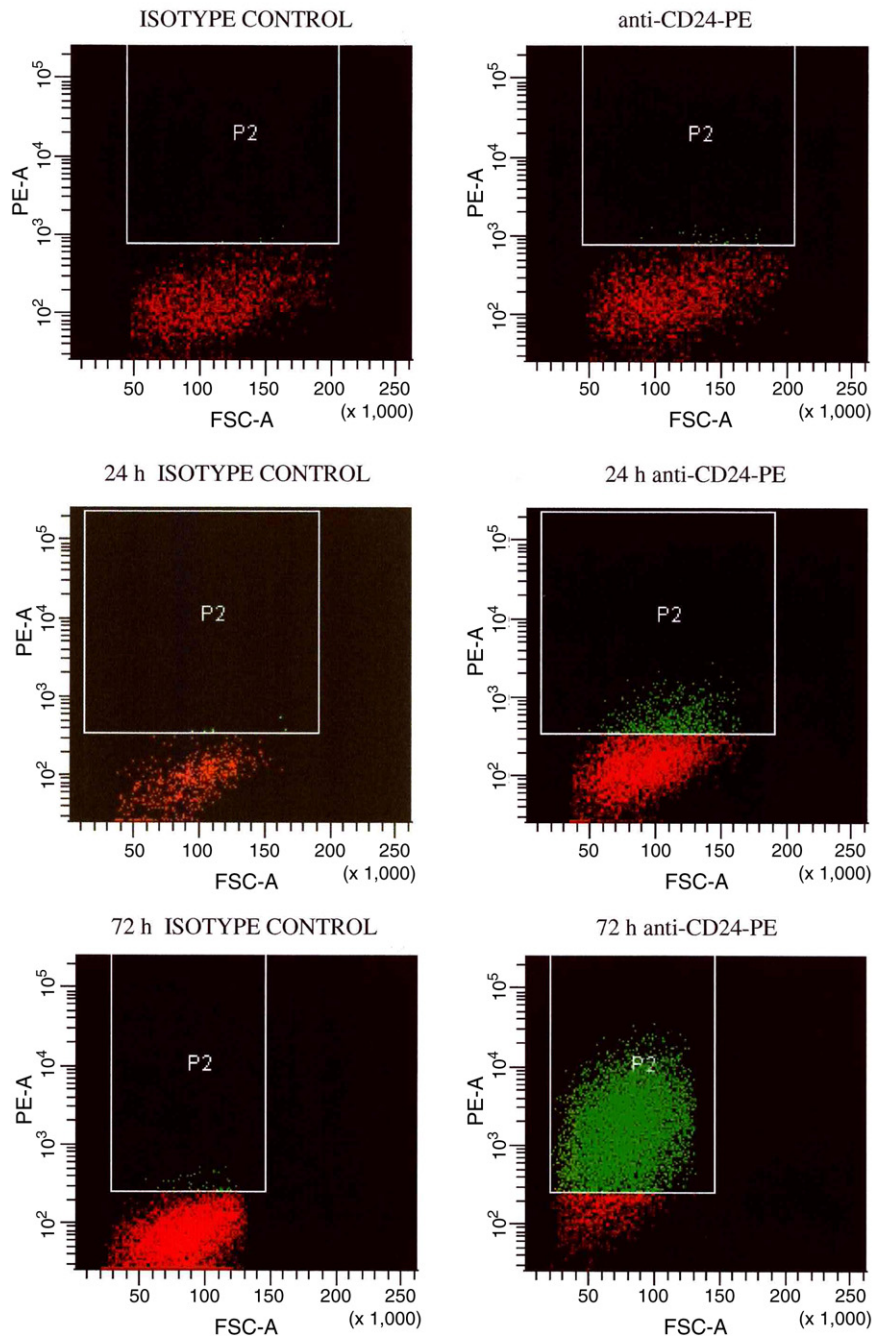 ISOTYPE CONTROL
PE-A
10^5
10^4
10^3
10^2
P2
50 100 150 200 250
FSC-A
(x 1,000)
anti-CD24-PE
PE-A
10^5
10^4
10^3
10^2
P2
50 100 150 200 250
FSC-A
(x 1,000)
24 h ISOTYPE CONTROL
PE-A
10^5
10^4
10^3
10^2
P2
50 100 150 200 250
FSC-A
(x 1,000)
24 h anti-CD24-PE
PE-A
10^5
10^4
10^3
10^2
P2
50 100 150 200 250
FSC-A
(x 1,000)
72 h ISOTYPE CONTROL
PE-A
10^5
10^4
10^3
10^2
P2
50 100 150 200 250
FSC-A
(x 1,000)
72 h anti-CD24-PE
PE-A
10^5
10^4
10^3
10^2
P2
50 100 150 200 250
FSC-A
(x 1,000)